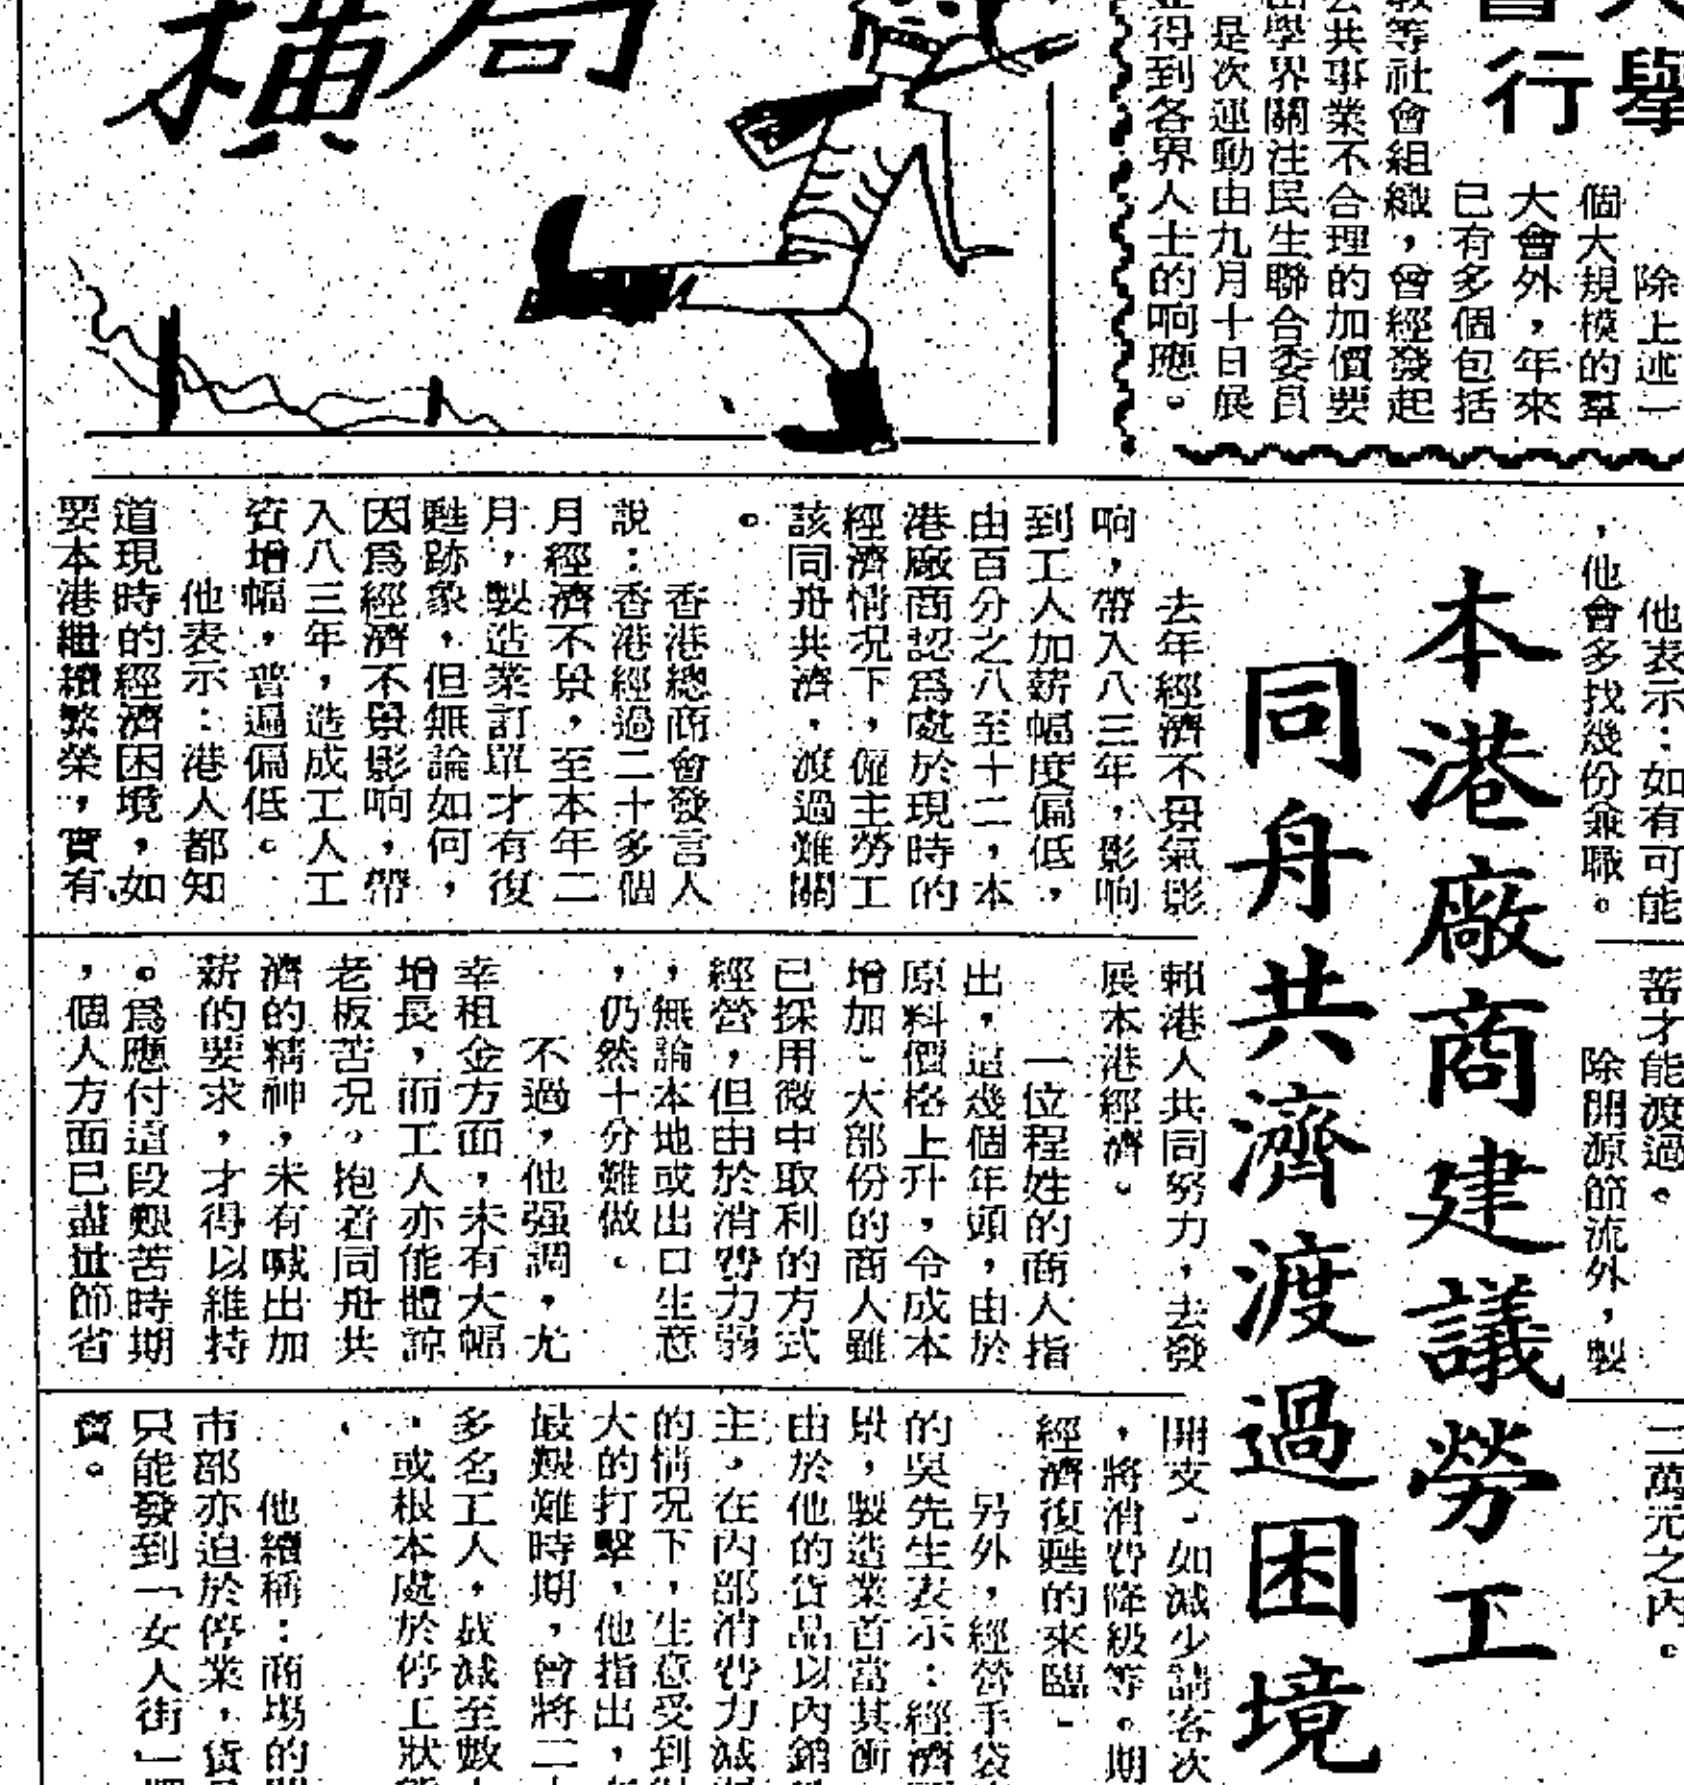 舉
行
除上述一
個大規模的羣
大會外，年來
已有多個包括
教等社會組織，曾經發起
公共事業不合理的加價要
學界關注民生聯合委員
是次運動由九月十日展
得到各界人士的响應。
橫
他表示：如有可能
，他會多找幾份兼職。
蓄才能渡過。
除開源節流外，製
二萬元之內。
本港廠商建議勞工
同舟共濟渡過困境
去年經濟不景氣影
响，帶入八三年，影响
到工人加薪幅度偏低，
由百分之八至十二，本
港廠商認爲處於現時的
經濟情況下，僱主勞工
該同舟共濟，渡過難關
。
香港總商會發言人
說：香港經過二十多個
月經濟不景，至本年二
月，製造業訂單才有復
甦跡象，但無論如何，
因爲經濟不景影响，帶
入八三年，造成工人工
資增幅，普遍偏低。
他表示：港人都知
道現時的經濟困境，如
要本港繼續繁榮，實有
賴港人共同努力，去發
展本港經濟。
一位程姓的商人指
出，這幾個年頭，由於
原料價格上升，令成本
增加。大部份的商人雖
已採用微中取利的方式
經營，但由於消費力弱
，無論本地或出口生意
，仍然十分難做。
不過，他强調，尤
幸租金方面，未有大幅
增長，而工人亦能體諒
老板苦況。抱着同舟共
濟的精神，未有喊出加
薪的要求，才得以維持
。爲應付這段艱苦時期
，個人方面已盡量節省
開支。如減少請客次
，將消費降級等。期
經濟復甦的來臨。
另外，經營手袋
的吳先生表示：經濟
景，製造業首當其衝
由於他的貨品以內銷
主。在內部消費力減
的情况下，生意受到
大的打擊，他指出，
最艱難時期，曾將二
多名工人，裁減至數
，或根本處於停工狀
他續稱：商場的
市部亦迫於停業，貨
只能發到「女人街」
賣。